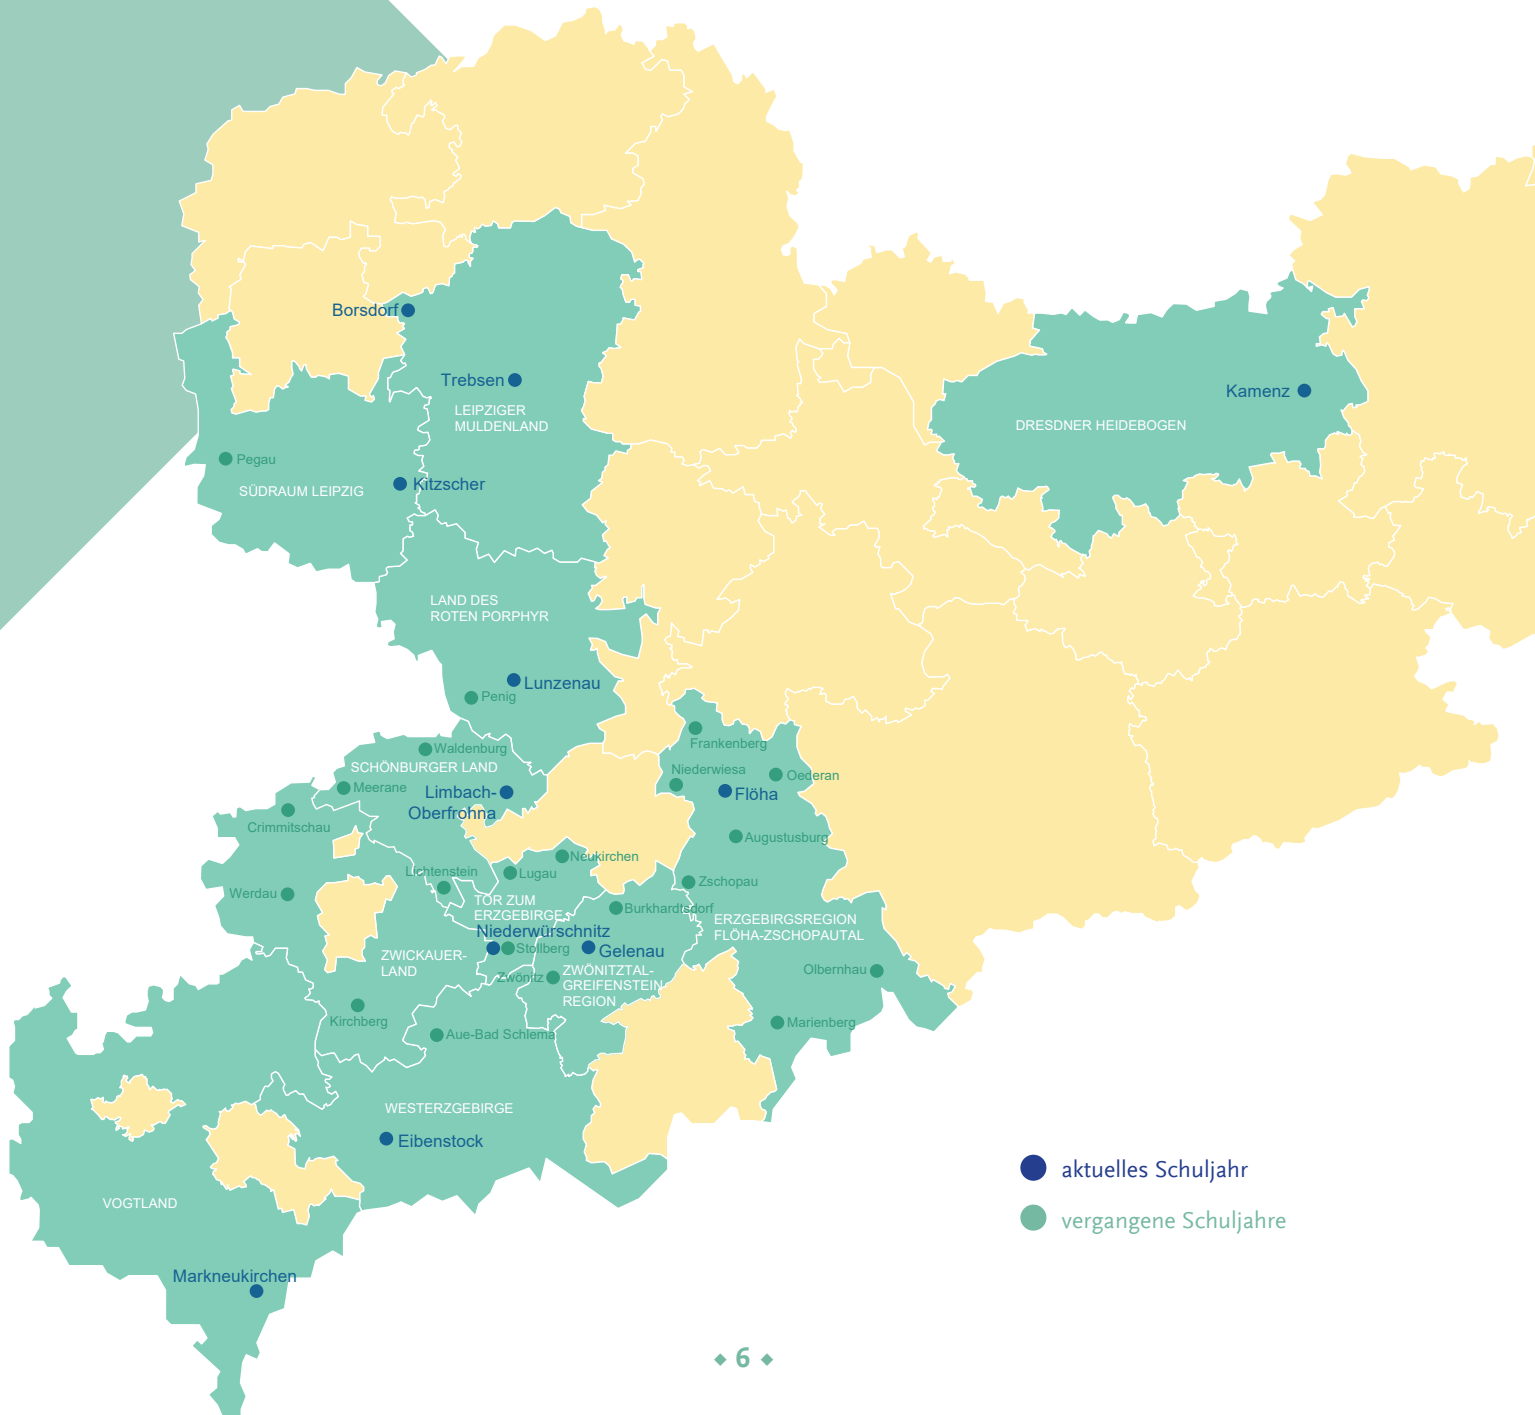 Borsdorf
Trebsen
LEIPZIGER
MULDENLAND
Kamenz
DRESDNER HEIDEBOGEN
Pegau
SÜDRAUM LEIPZIG
Kitzscher
LAND DES
ROTEN PORPHYR
Lunzenau
Penig
Waldenburg
SCHÖNBURGER LAND
Meerane
Limbach-
Oberfrohna
Crimmitschau
Frankenberg
Niederwiesa
Oederan
Flöha
Augustusburg
Neukirchen
Lugau
Lichtenstein
Zschopau
Werdau
TOR ZUM
ERZGEBIRGE
Burkhardtsdorf
ERZGEBIRGSREGION
FLÖHA-ZSCHOPAUTAL
Niederwürschnitz
Stollberg
Gelenau
ZWICKAUER-
LAND
Zwönitz
ZWÖNITZTAL-
GREIFENSTEIN-
REGION
Olbernhau
Kirchberg
Aue-Bad Schlema
Marienberg
WESTERZGEBIRGE
Eibenstock
VOGTLAND
Markneukirchen
aktuelles Schuljahr
vergangene Schuljahre
6